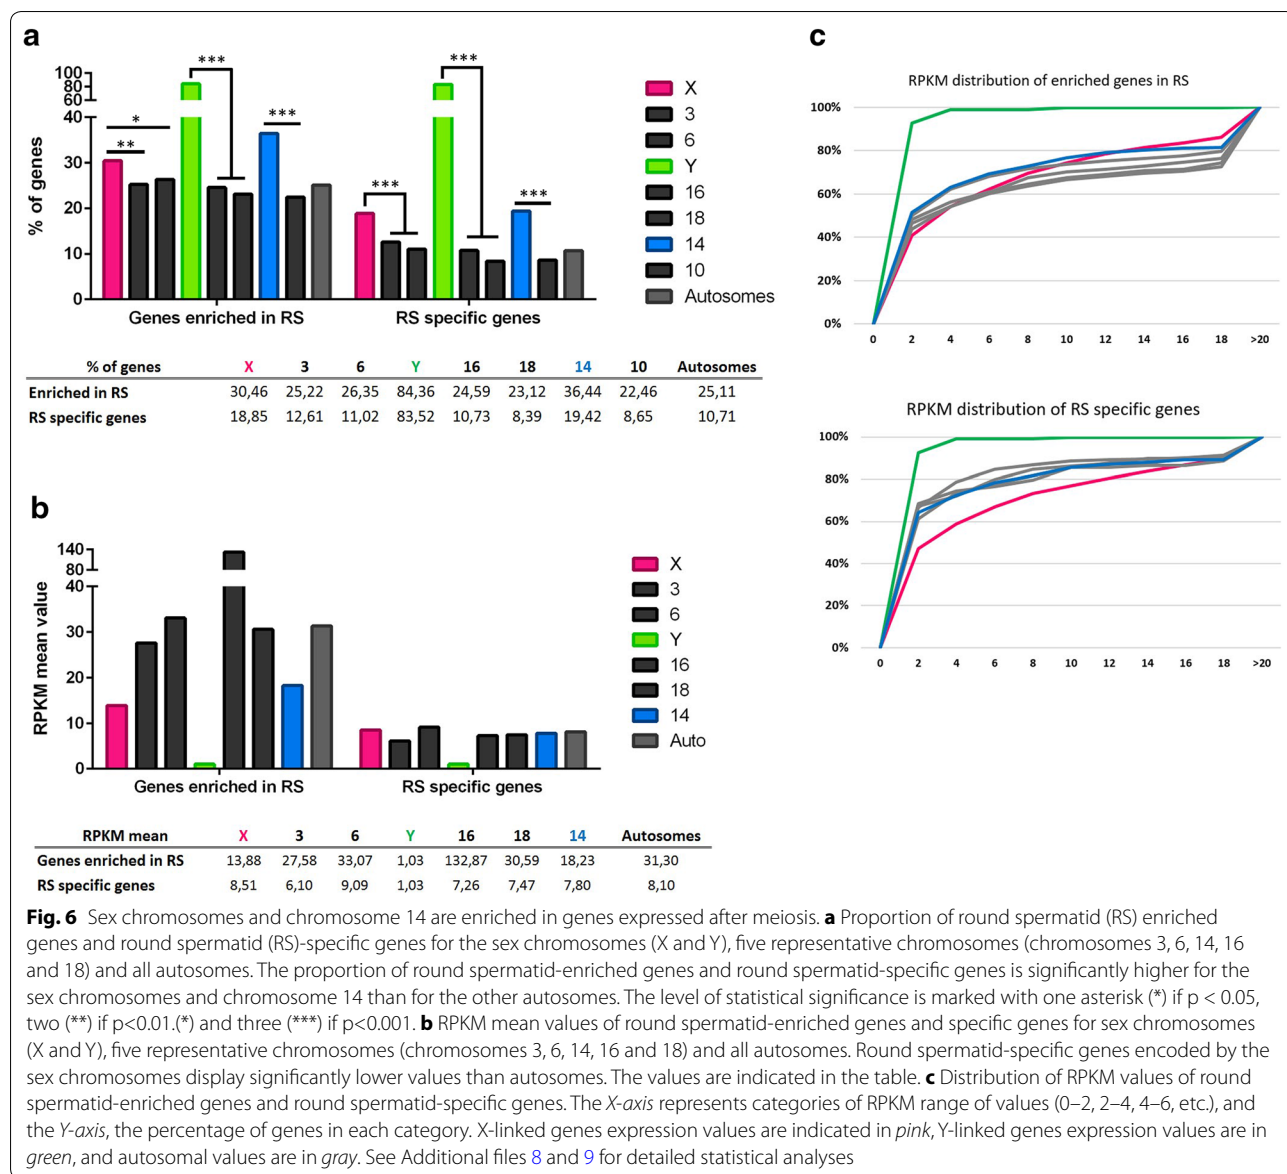 a
% of genes
100
80
60
40
30
20
10
0
*
**
***
***
***
***
***
Genes enriched in RS
RS specific genes
X
3
6
Y
16
18
14
10
Autosomes
% of genes X 3 6 Y 16 18 14 10 Autosomes
Enriched in RS 30,46 25,22 26,35 84,36 24,59 23,12 36,44 22,46 25,11
RS specific genes 18,85 12,61 11,02 83,52 10,73 8,39 19,42 8,65 10,71
b
RPKM mean value
140
80
40
30
20
10
0
Genes enriched in RS
RS specific genes
X
3
6
Y
16
18
14
Auto
RPKM mean X 3 6 Y 16 18 14 Autosomes
Genes enriched in RS 13,88 27,58 33,07 1,03 132,87 30,59 18,23 31,30
RS specific genes 8,51 6,10 9,09 1,03 7,26 7,47 7,80 8,10
c
RPKM distribution of enriched genes in RS
100%
80%
60%
40%
20%
0%
0 2 4 6 8 10 12 14 16 18 >20
RPKM distribution of RS specific genes
100%
80%
60%
40%
20%
0%
0 2 4 6 8 10 12 14 16 18 >20
Fig. 6 Sex chromosomes and chromosome 14 are enriched in genes expressed after meiosis. a Proportion of round spermatid (RS) enriched
genes and round spermatid (RS)-specific genes for the sex chromosomes (X and Y), five representative chromosomes (chromosomes 3, 6, 14, 16
and 18) and all autosomes. The proportion of round spermatid-enriched genes and round spermatid-specific genes is significantly higher for the
sex chromosomes and chromosome 14 than for the other autosomes. The level of statistical significance is marked with one asterisk (*) if p < 0.05,
two (**) if p<0.01.(*) and three (***) if p<0.001. b RPKM mean values of round spermatid-enriched genes and specific genes for sex chromosomes
(X and Y), five representative chromosomes (chromosomes 3, 6, 14, 16 and 18) and all autosomes. Round spermatid-specific genes encoded by the
sex chromosomes display significantly lower values than autosomes. The values are indicated in the table. c Distribution of RPKM values of round
spermatid-enriched genes and round spermatid-specific genes. The X-axis represents categories of RPKM range of values (0–2, 2–4, 4–6, etc.), and
the Y-axis, the percentage of genes in each category. X-linked genes expression values are indicated in pink, Y-linked genes expression values are in
green, and autosomal values are in gray. See Additional files 8 and 9 for detailed statistical analyses